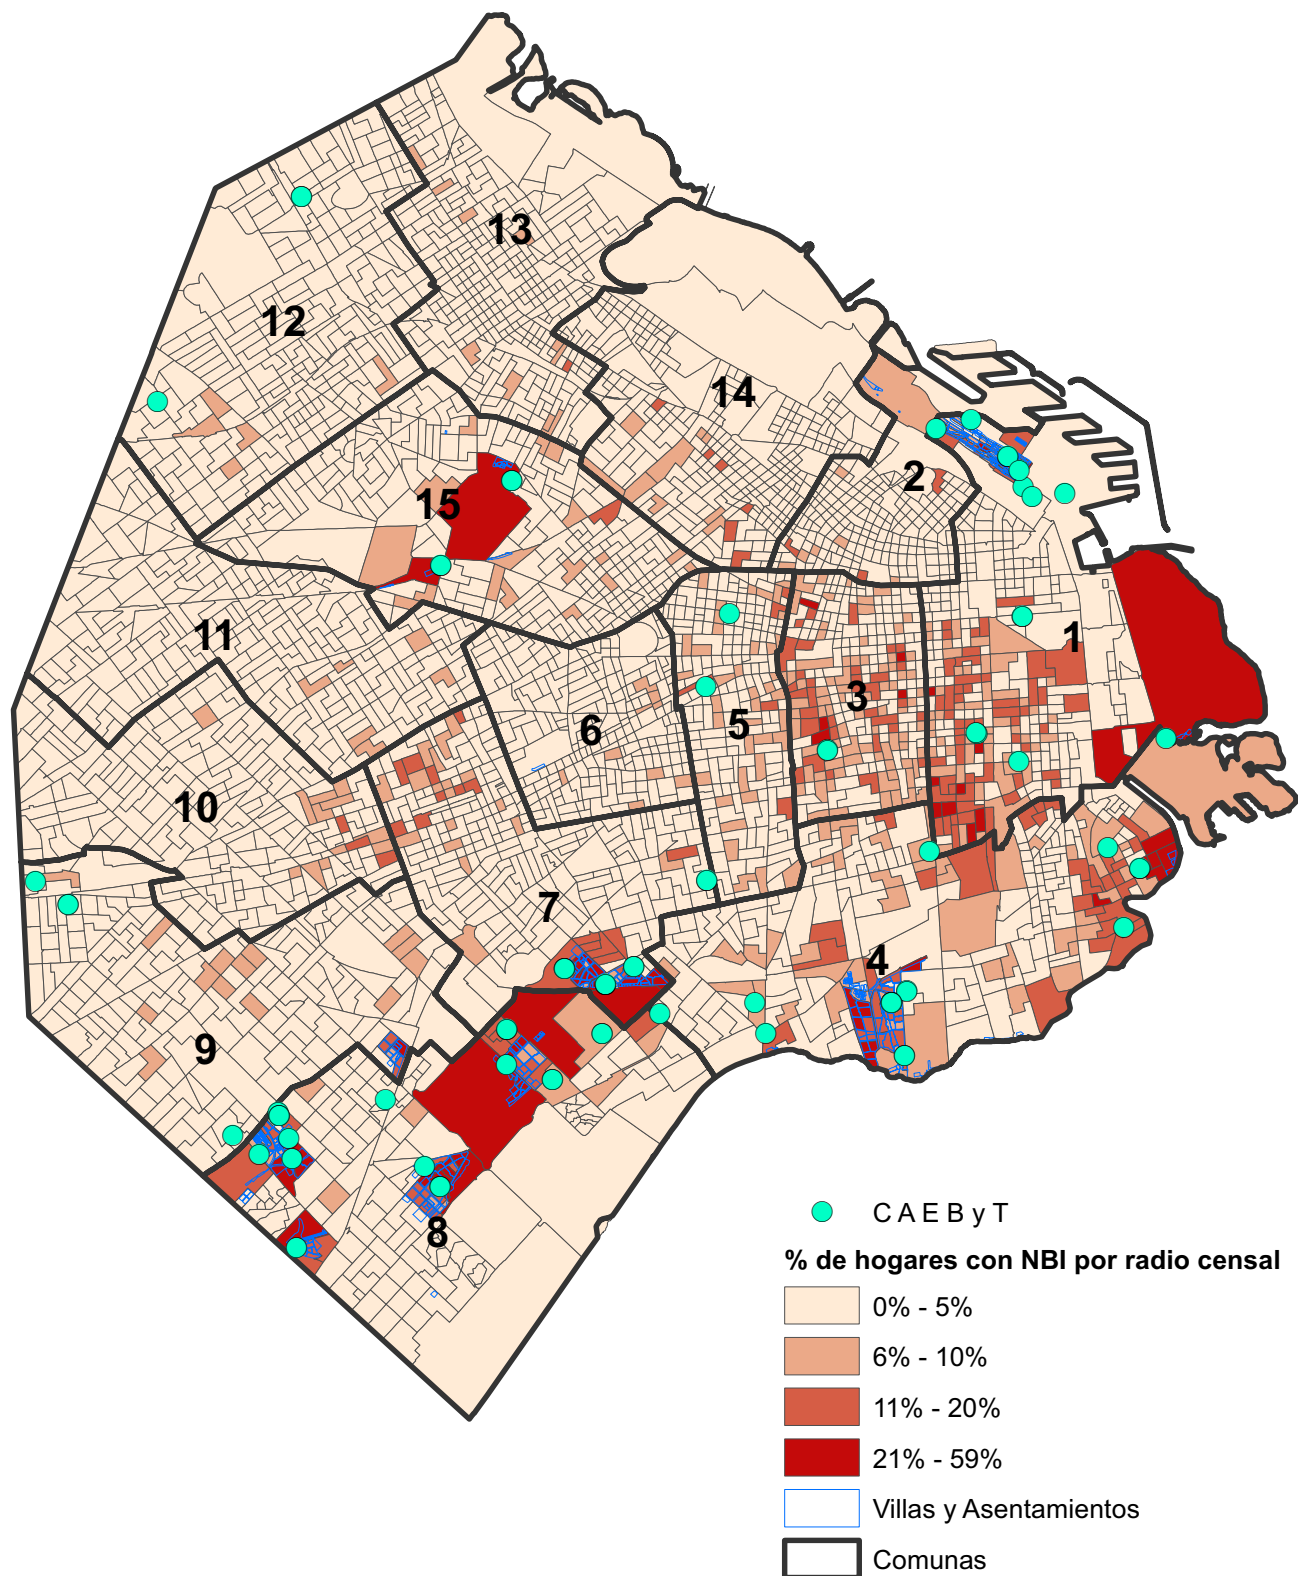 13
12
14
2
15
1
11
3
6
5
10
7
4
9
8
C A E B y T
% de hogares con NBI por radio censal
0% - 5%
6% - 10%
11% - 20%
21% - 59%
Villas y Asentamientos
Comunas